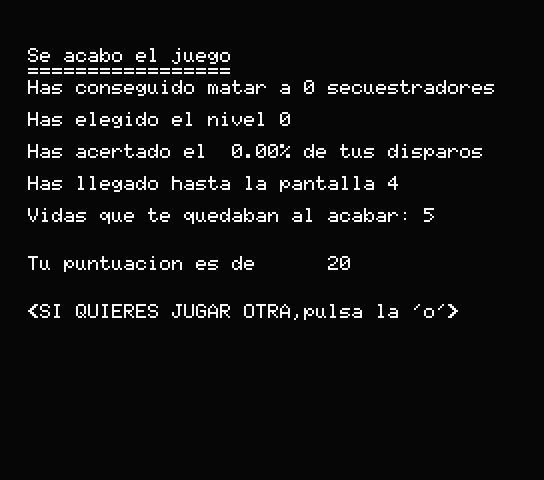 Se acabo el juego
=================
Has conseguido matar a 0 secuestradores
Has elegido el nivel 0
Has acertado el  0.00% de tus disparos
Has llegado hasta la pantalla 4
Vidas que te quedaban al acabar: 5
Tu puntuacion es de      20
<SI QUIERES JUGAR OTRA,pulsa la 'o'>